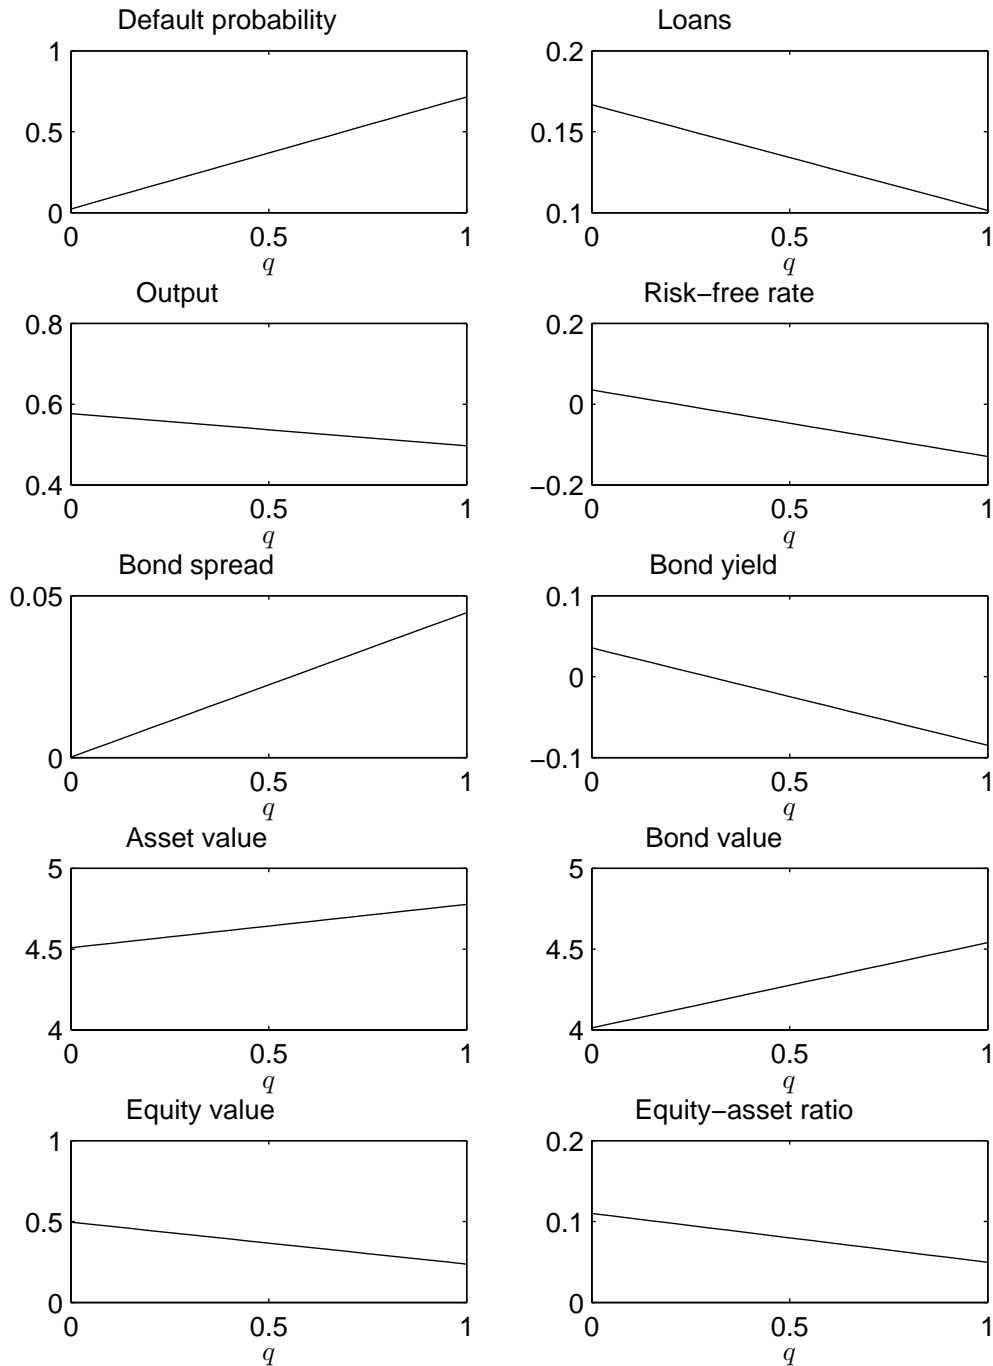 Default probability
Loans
1
0.5
0
0 0.5 1
q
0.2
0.15
0.1
0 0.5 1
q
Output
Risk−free rate
0.8
0.6
0.4
0 0.5 1
q
0.2
0
−0.2
0 0.5 1
q
Bond spread
Bond yield
0.05
0
0 0.5 1
q
0.1
0
−0.1
0 0.5 1
q
Asset value
Bond value
5
4.5
4
0 0.5 1
q
5
4.5
4
0 0.5 1
q
Equity value
Equity−asset ratio
1
0.5
0
0 0.5 1
q
0.2
0.1
0
0 0.5 1
q